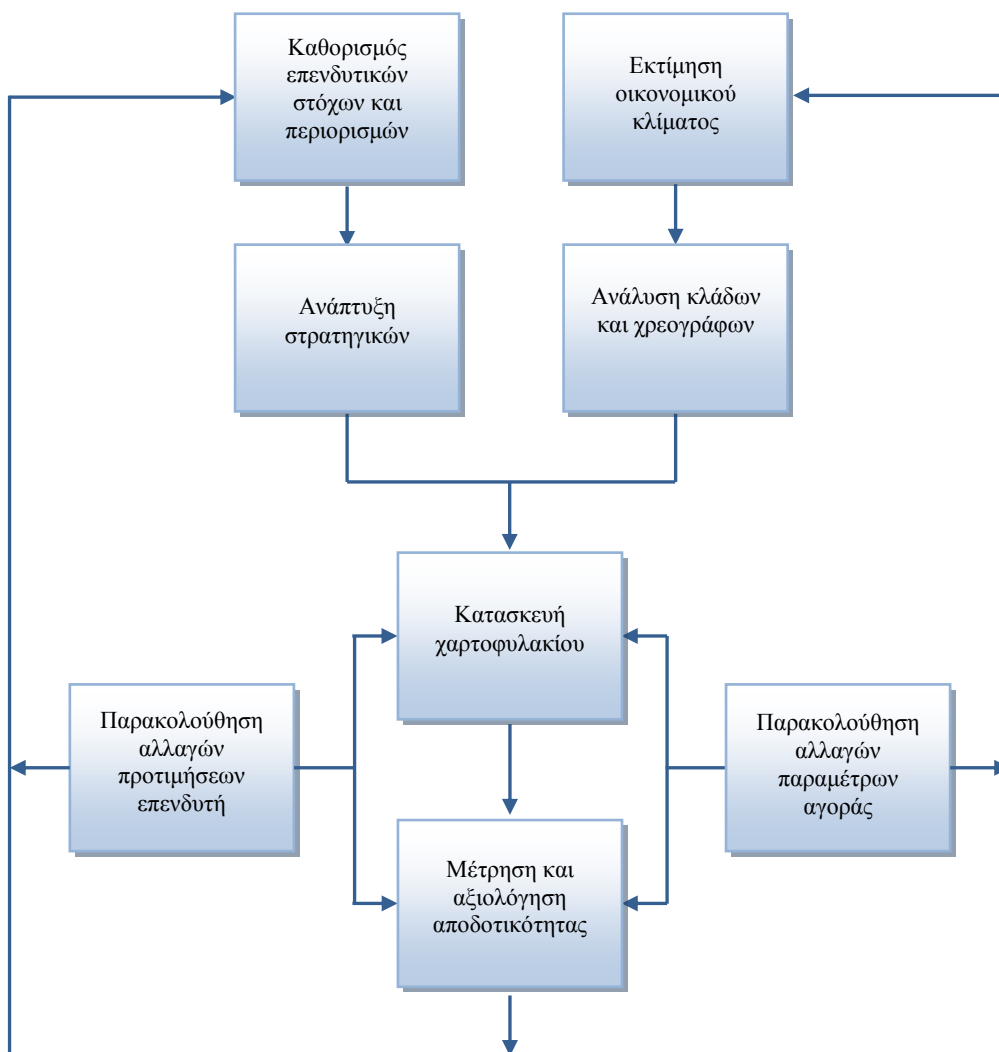 Καθορισμός
επενδυτικών
στόχων και
περιορισμών
Εκτίμηση
οικονομικού
κλίματος
Ανάπτυξη
στρατηγικών
Ανάλυση κλάδων
και χρεογράφων
Κατασκευή
χαρτοφυλακίου
Παρακολούθηση
αλλαγών
προτιμήσεων
επενδυτή
Παρακολούθηση
αλλαγών
παραμέτρων
αγοράς
Μέτρηση και
αξιολόγηση
αποδοτικότητας